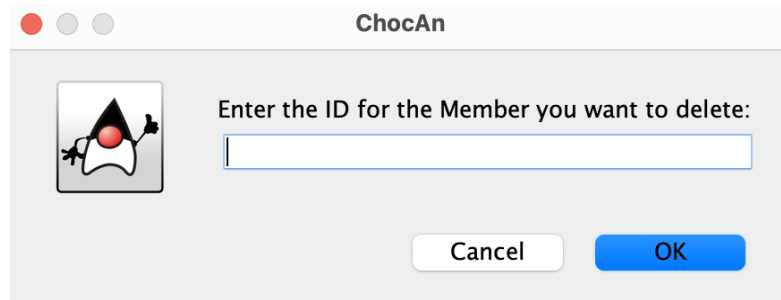 ChocAn
Enter the ID for the Member you want to delete:
Cancel
OK